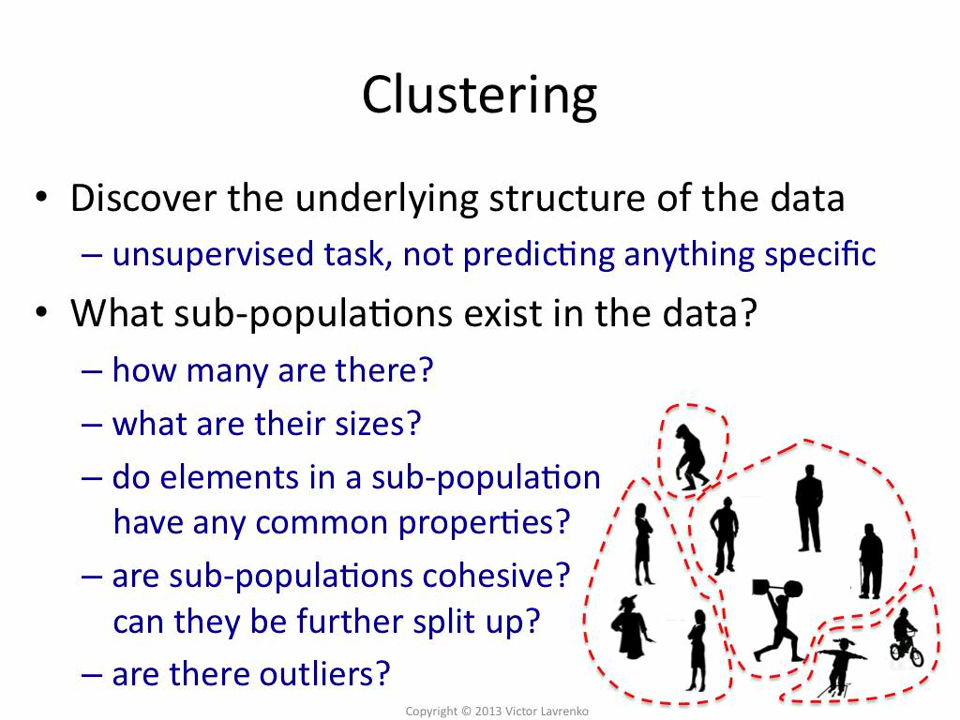 Clustering
• Discover the underlying structure of the data
– unsupervised task, not predicting anything specific
• What sub-populations exist in the data?
– how many are there?
– what are their sizes?
– do elements in a sub-population
have any common properties?
– are sub-populations cohesive?
can they be further split up?
– are there outliers?
Copyright © 2013 Victor Lavrenko